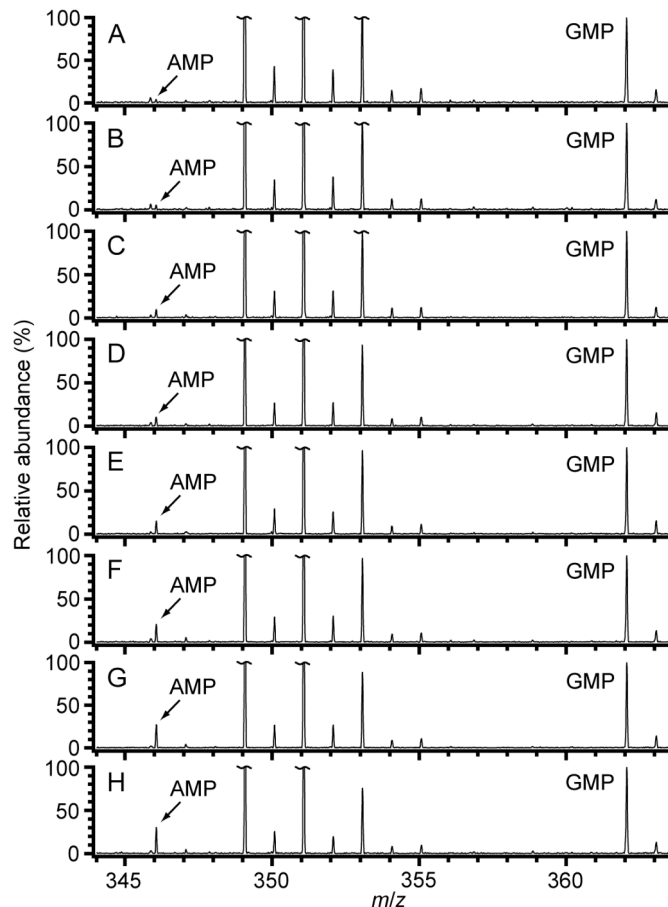 100 A AMP GMP
50
0
100 B AMP GMP
50
0
100 C AMP GMP
50
0
100 D AMP GMP
50
0
100 E AMP GMP
50
0
100 F AMP GMP
50
0
100 G AMP GMP
50
0
100 H AMP GMP
50
0
Relative abundance (%)
345 350 355 360
m/z